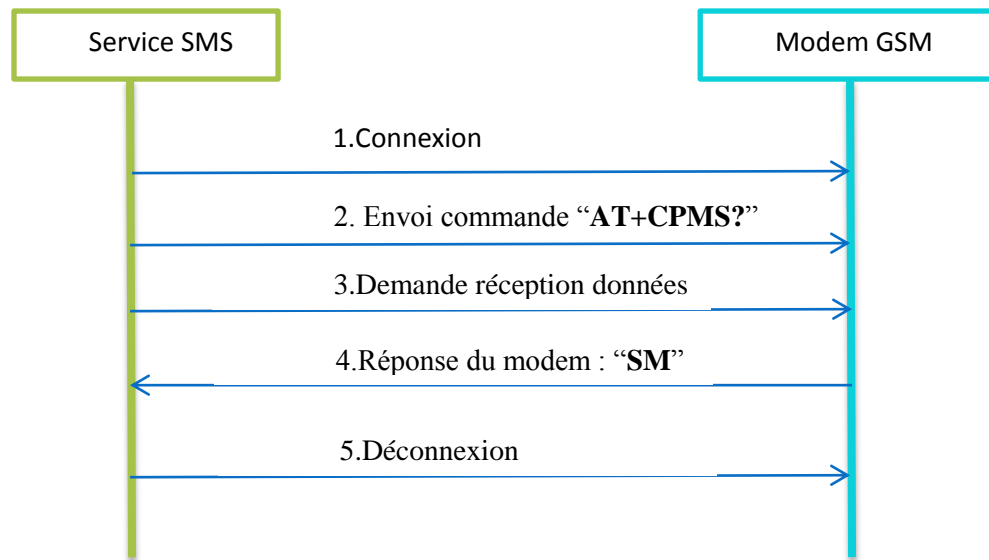 Service SMS
Modem GSM
1.Connexion
2. Envoi commande “AT+CPMS?”
3.Demande réception données
4.Réponse du modem : “SM”
5.Déconnexion